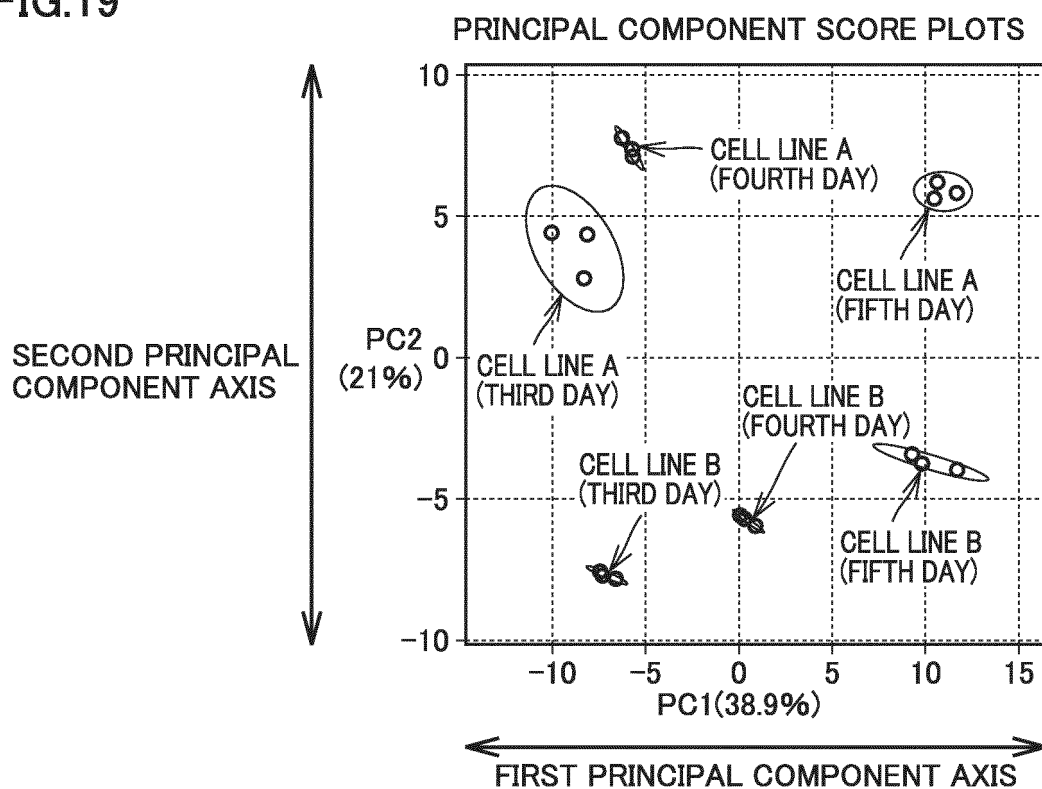 FIG.19
PRINCIPAL COMPONENT SCORE PLOTS
10
5
0
-5
-10
CELL LINE A
(FOURTH DAY)
CELL LINE A
(FIFTH DAY)
SECOND PRINCIPAL
COMPONENT AXIS
PC2
(21%)
CELL LINE A
(THIRD DAY)
CELL LINE B
(FOURTH DAY)
CELL LINE B
(THIRD DAY)
CELL LINE B
(FIFTH DAY)
-10 -5 0 5 10 15
PC1(38.9%)
FIRST PRINCIPAL COMPONENT AXIS